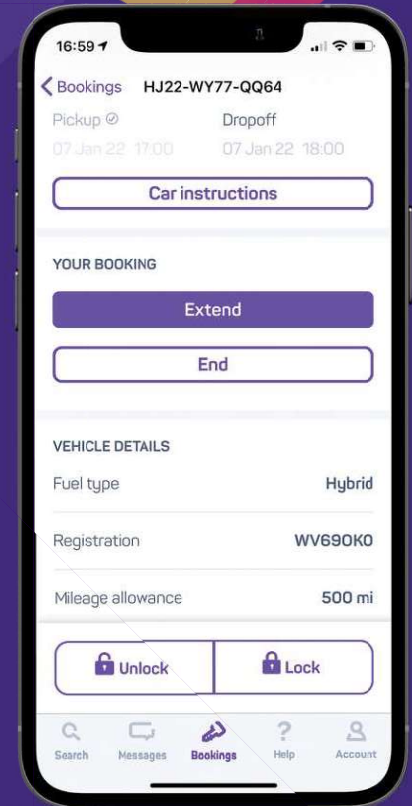 16:59
Bookings HJ22-WY77-QQ64
Pickup Dropoff
07 Jan 22 17:00 07 Jan 22 18:00
Car instructions
YOUR BOOKING
Extend
End
VEHICLE DETAILS
Fuel type Hybrid
Registration WV69OKO
Mileage allowance 500 mi
Unlock Lock
Search Messages Bookings Help Account